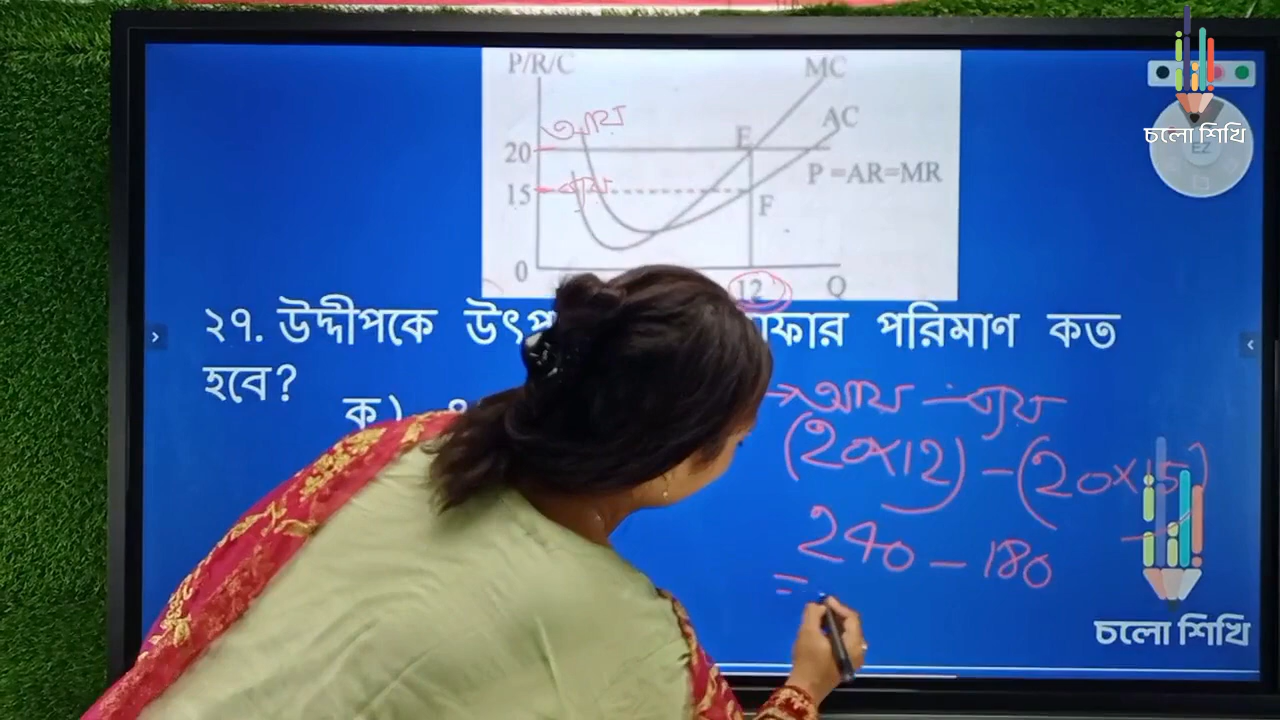 P/R/C
MC
AC
আয়
E
20
P =AR=MR
ব্যয়
15
F
0
12
Q
EZ
চলো শিখি
২৭. উদ্দীপকে পরিমাণ কত
হবে?
ক)
→আয় – ব্যয়
(20×12) – (20×15)
240 – 180
=
চলো শিখি